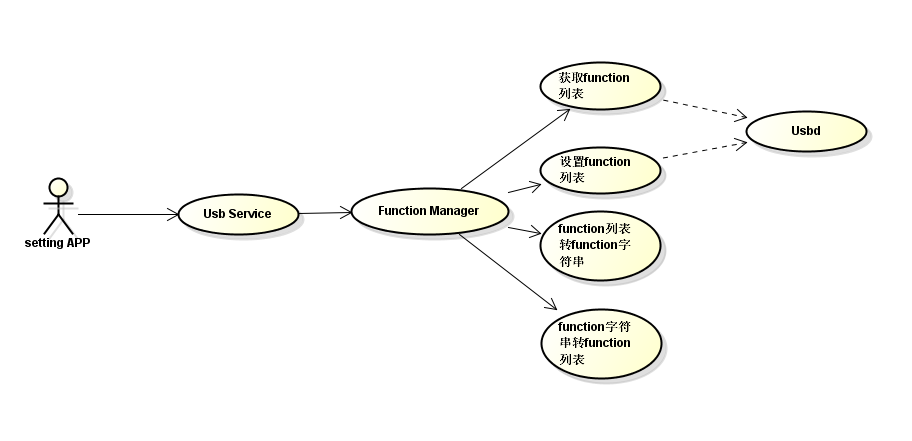 setting APP
Usb Service
Function Manager
获取function
列表
设置function
列表
function列表
转function字
符串
function字符
串转function
列表
Usbd